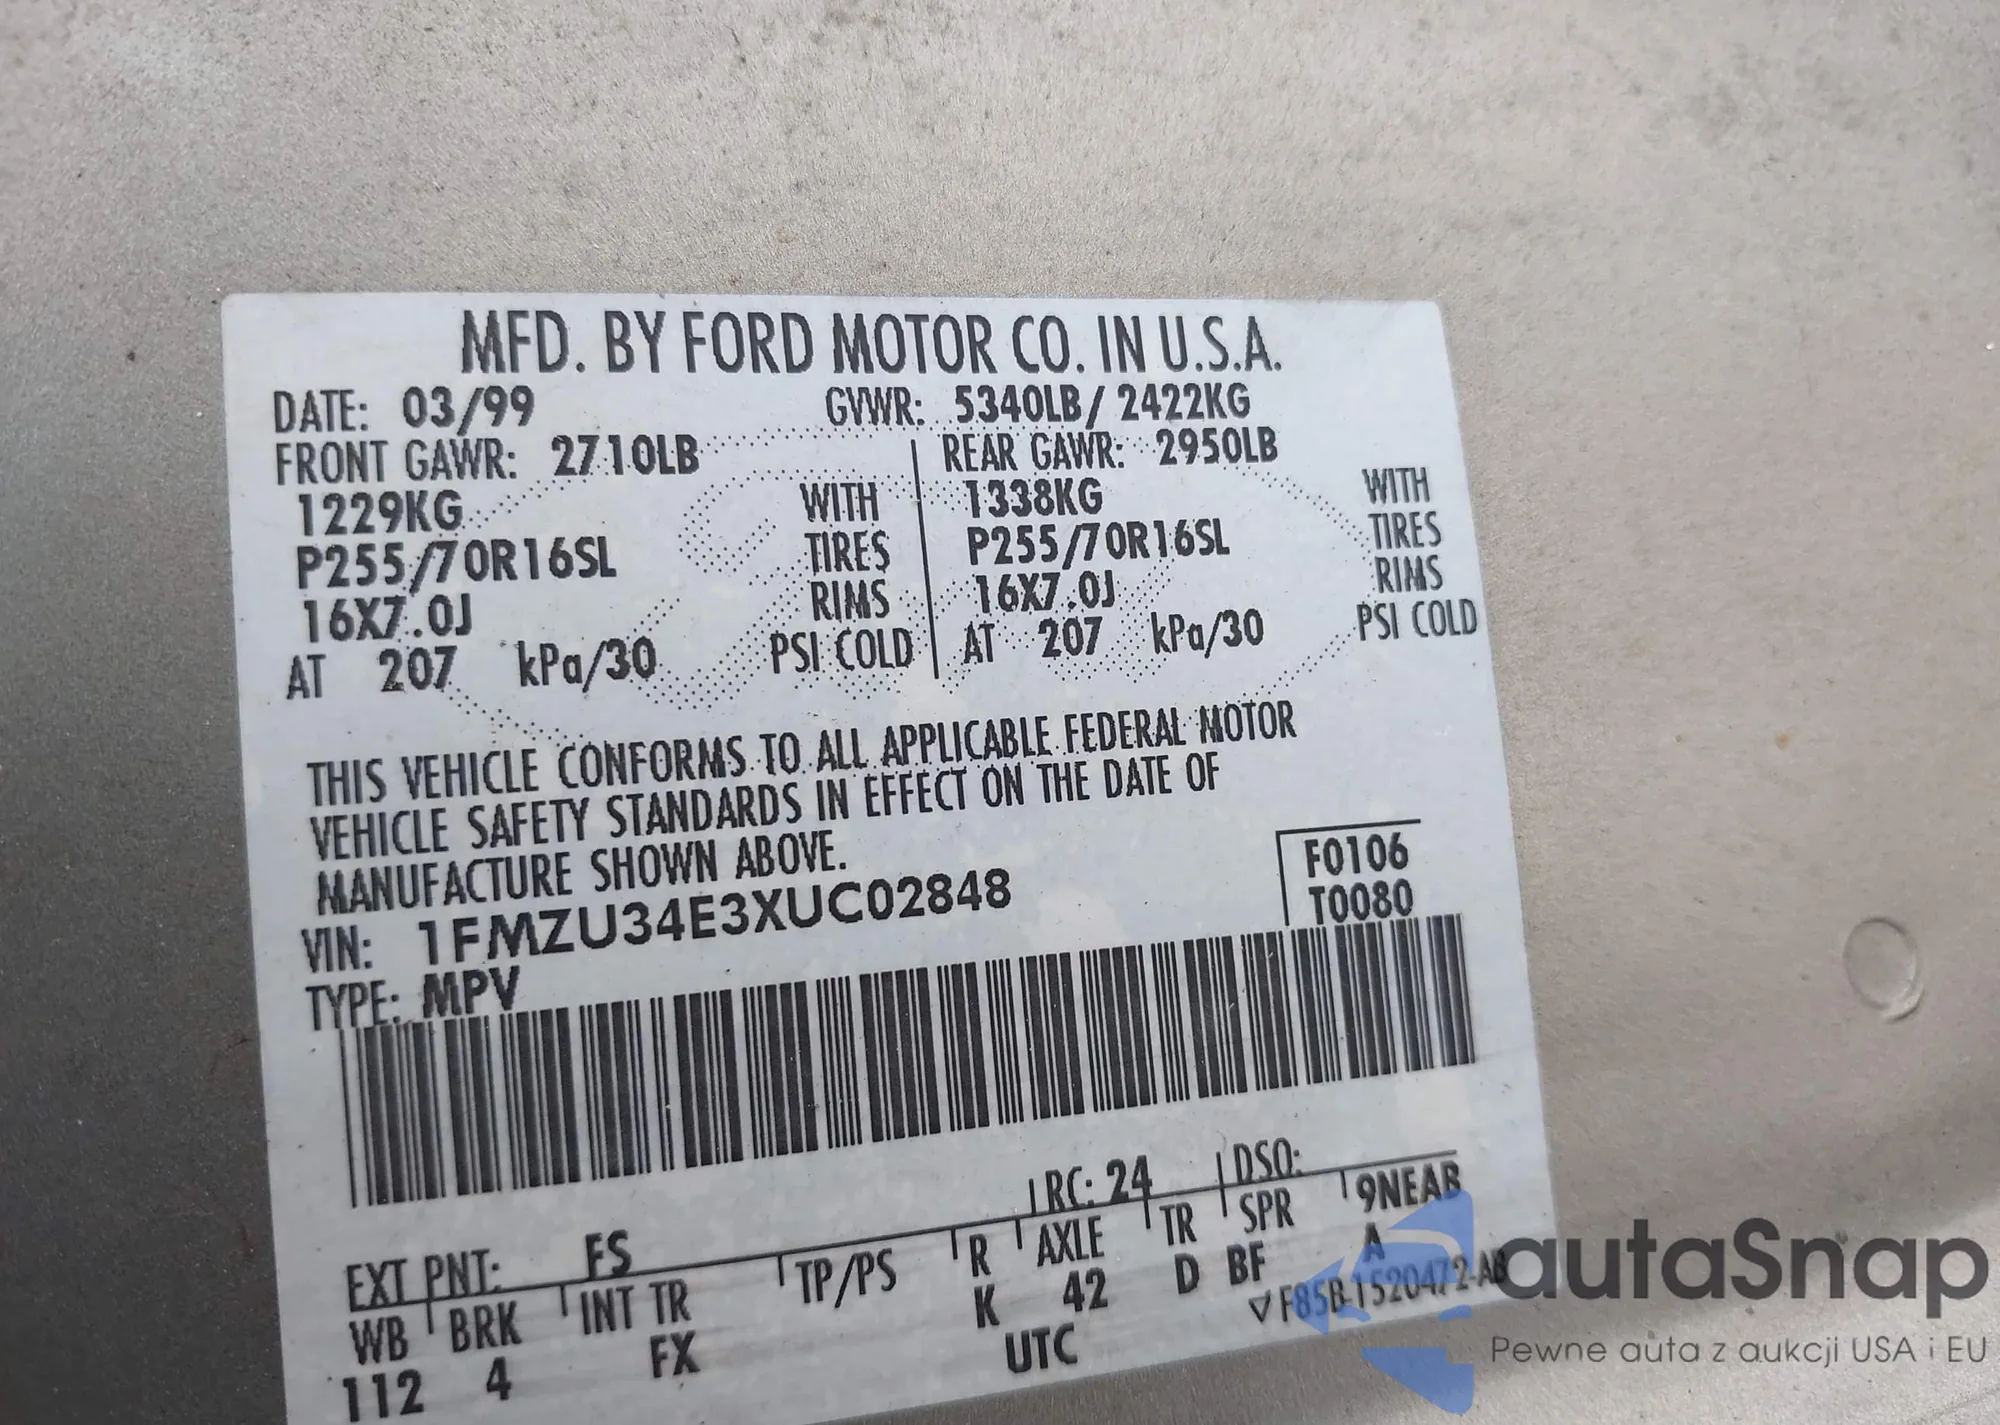 MFD. BY FORD MOTOR CO. IN U.S.A.
DATE: 03/99 GVWR: 5340LB/ 2422KG
FRONT GAWR: 2710LB REAR GAWR: 2950LB
1229KG WITH 1338KG WITH
P255/70R16SL TIRES P255/70R16SL TIRES
16X7.0J RIMS 16X7.0J RIMS
AT 207 kPa/30 PSI COLD AT 207 kPa/30 PSI COLD
THIS VEHICLE CONFORMS TO ALL APPLICABLE FEDERAL MOTOR
VEHICLE SAFETY STANDARDS IN EFFECT ON THE DATE OF
MANUFACTURE SHOWN ABOVE.
F0106
VIN: 1FMZU34E3XUC02848 T0080
TYPE: MPV
EXT PNT: FS RC: 24 DSO:
WB BRK INT TR TP/PS R AXLE TR SPR 9NEAB
112 4 FX K 42 D BF A
UTC F85B-1520472-AB
autaSnap
Pewne auta z aukcji USA i EU